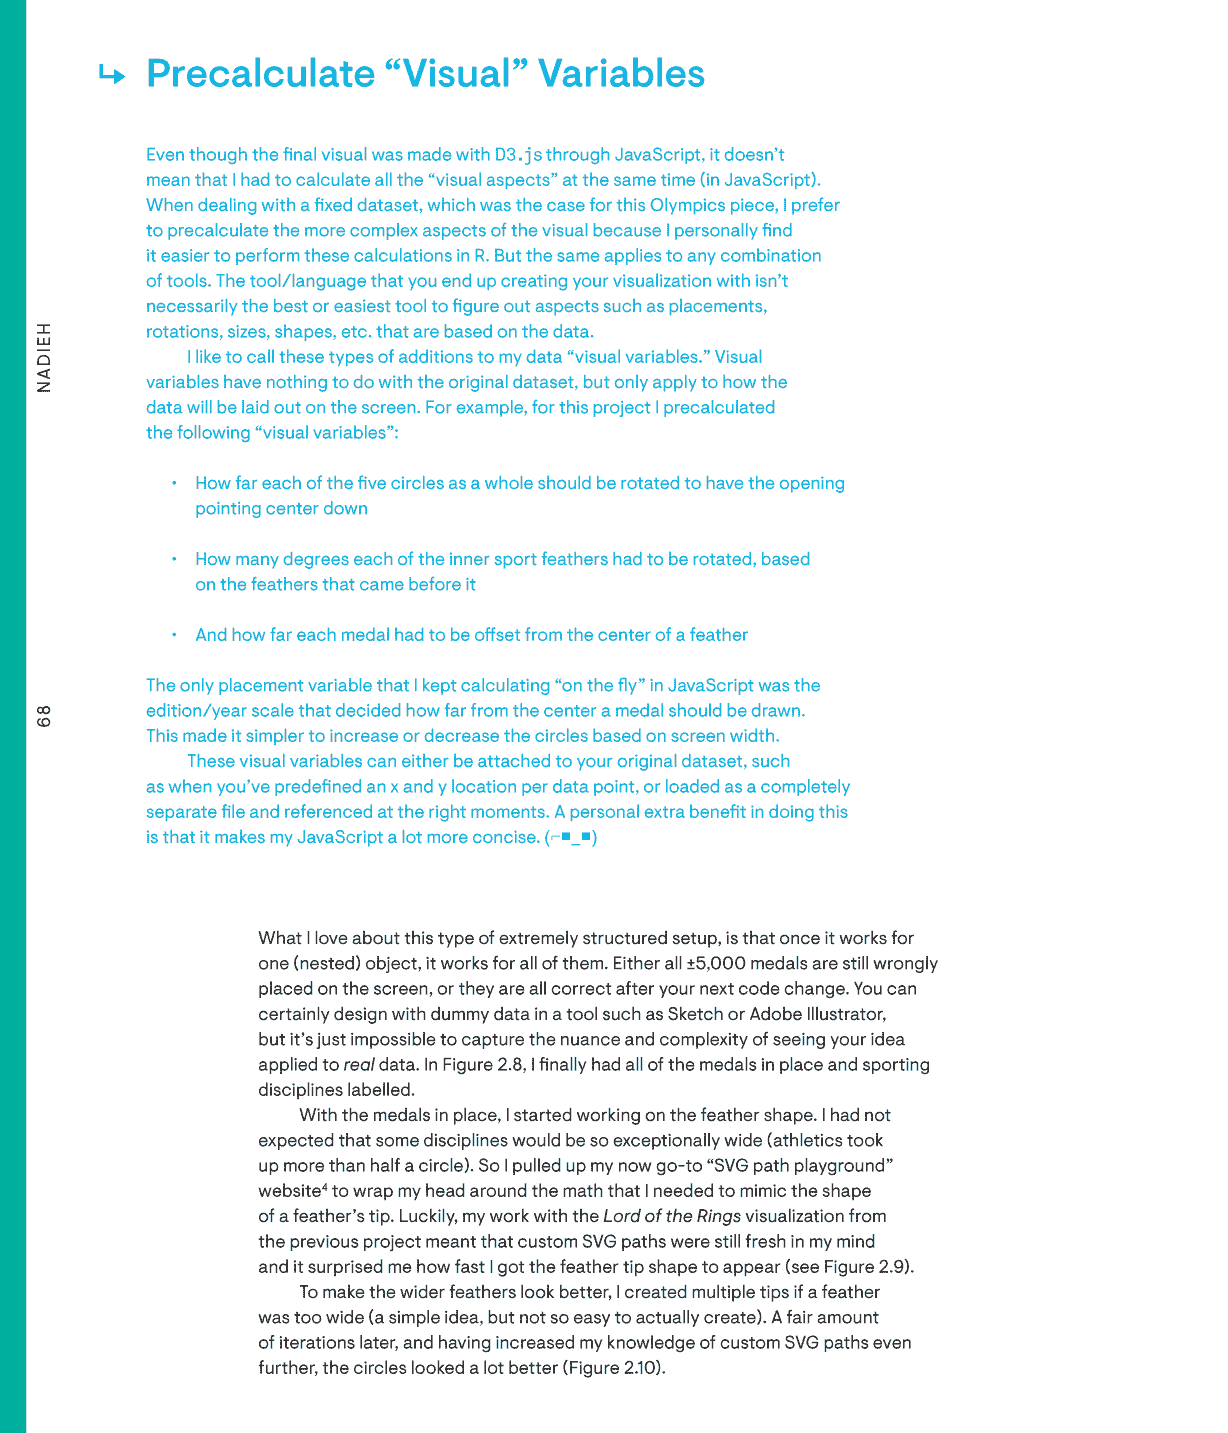 ↳ Precalculate “Visual” Variables
Even though the final visual was made with D3.js through JavaScript, it doesn’t
mean that I had to calculate all the “visual aspects” at the same time (in JavaScript).
When dealing with a fixed dataset, which was the case for this Olympics piece, I prefer
to precalculate the more complex aspects of the visual because I personally find
it easier to perform these calculations in R. But the same applies to any combination
of tools. The tool/language that you end up creating your visualization with isn’t
necessarily the best or easiest tool to figure out aspects such as placements,
rotations, sizes, shapes, etc. that are based on the data.
I like to call these types of additions to my data “visual variables.” Visual
variables have nothing to do with the original dataset, but only apply to how the
data will be laid out on the screen. For example, for this project I precalculated
the following “visual variables”:
• How far each of the five circles as a whole should be rotated to have the opening
pointing center down
• How many degrees each of the inner sport feathers had to be rotated, based
on the feathers that came before it
• And how far each medal had to be offset from the center of a feather
The only placement variable that I kept calculating “on the fly” in JavaScript was the
edition/year scale that decided how far from the center a medal should be drawn.
This made it simpler to increase or decrease the circles based on screen width.
These visual variables can either be attached to your original dataset, such
as when you’ve predefined an x and y location per data point, or loaded as a completely
separate file and referenced at the right moments. A personal extra benefit in doing this
is that it makes my JavaScript a lot more concise. (⌐■_■)
What I love about this type of extremely structured setup, is that once it works for
one (nested) object, it works for all of them. Either all ±5,000 medals are still wrongly
placed on the screen, or they are all correct after your next code change. You can
certainly design with dummy data in a tool such as Sketch or Adobe Illustrator,
but it’s just impossible to capture the nuance and complexity of seeing your idea
applied to real data. In Figure 2.8, I finally had all of the medals in place and sporting
disciplines labelled.
With the medals in place, I started working on the feather shape. I had not
expected that some disciplines would be so exceptionally wide (athletics took
up more than half a circle). So I pulled up my now go-to “SVG path playground”
website⁴ to wrap my head around the math that I needed to mimic the shape
of a feather’s tip. Luckily, my work with the Lord of the Rings visualization from
the previous project meant that custom SVG paths were still fresh in my mind
and it surprised me how fast I got the feather tip shape to appear (see Figure 2.9).
To make the wider feathers look better, I created multiple tips if a feather
was too wide (a simple idea, but not so easy to actually create). A fair amount
of iterations later, and having increased my knowledge of custom SVG paths even
further, the circles looked a lot better (Figure 2.10).
NADIEH
68